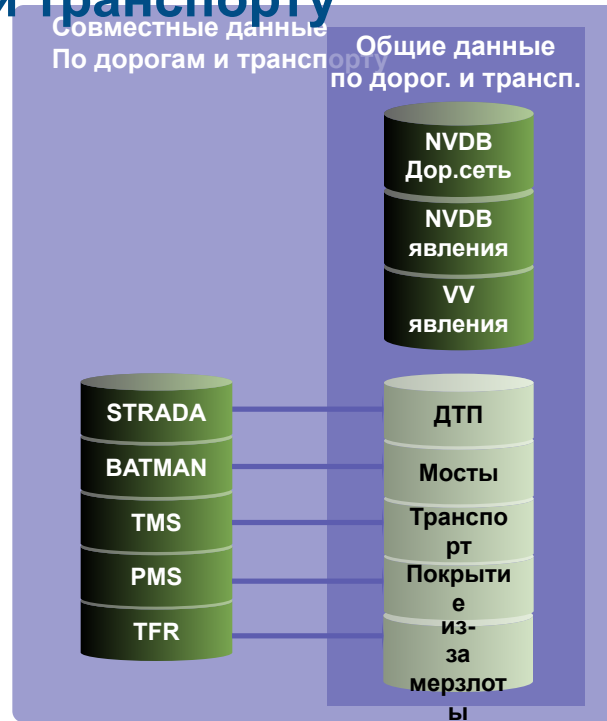 и транспорту
Совместные данные
По дорогам и транспорту
Общие данные
по дорог. и трансп.
NVDB
Дор.сеть
NVDB
явления
VV
явления
STRADA
BATMAN
TMS
PMS
TFR
ДТП
Мосты
Транспо
рт
Покрыти
е
из-
за
мерзлот
ы